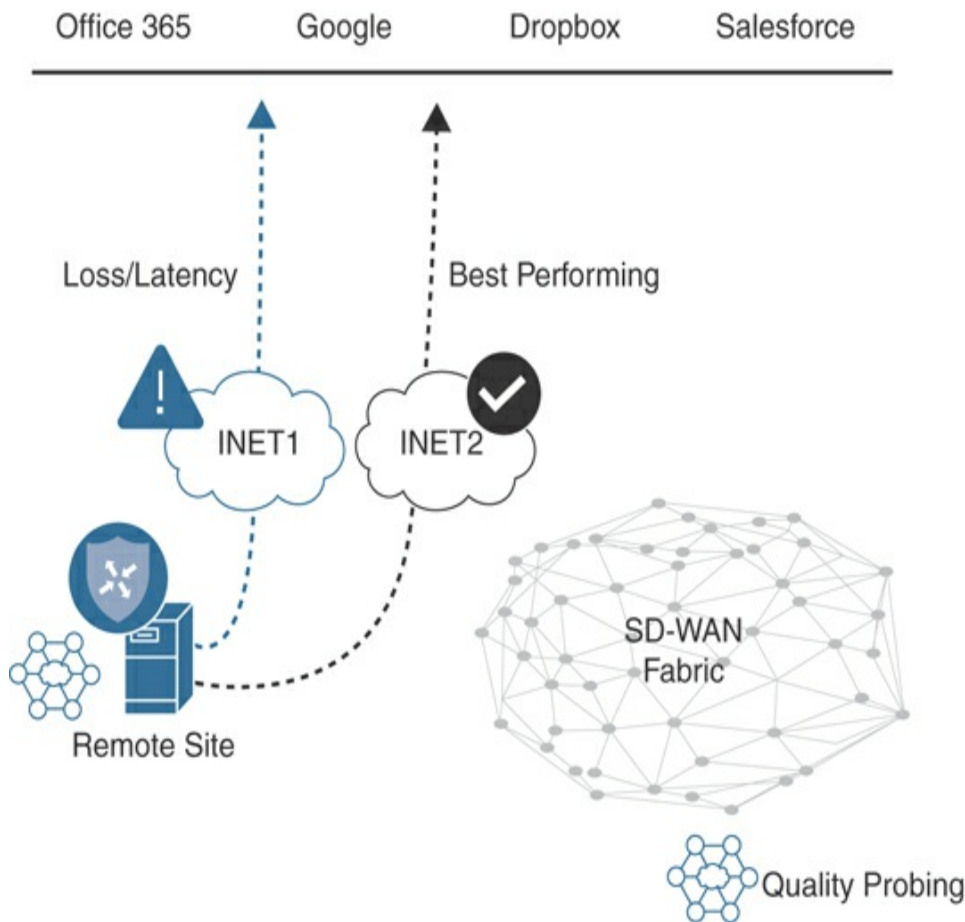 Office 365 Google Dropbox Salesforce
Loss/Latency Best Performing
INET1 INET2
SD-WAN
Fabric
Remote Site
Quality Probing